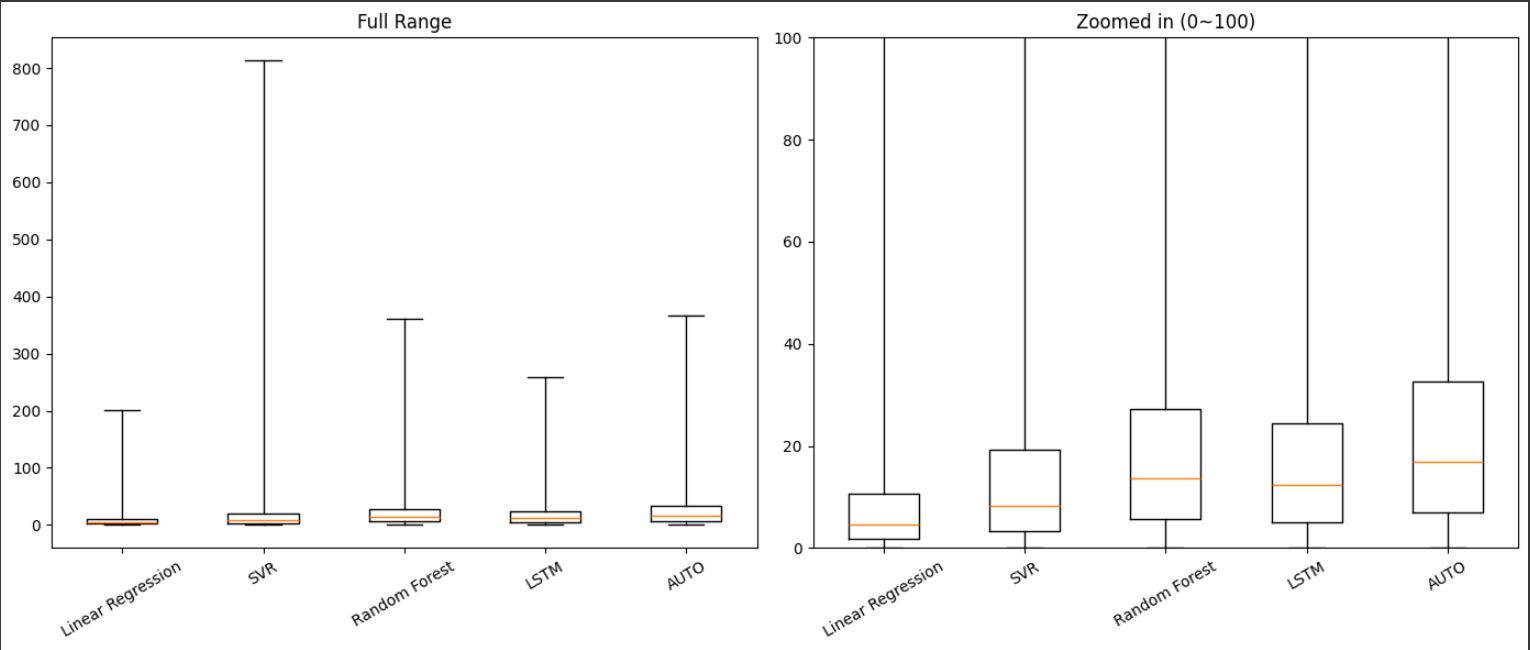 Full Range
800
700
600
500
400
300
200
100
0
Linear Regression
SVR
Random Forest
LSTM
AUTO
Zoomed in (0~100)
100
80
60
40
20
0
Linear Regression
SVR
Random Forest
LSTM
AUTO